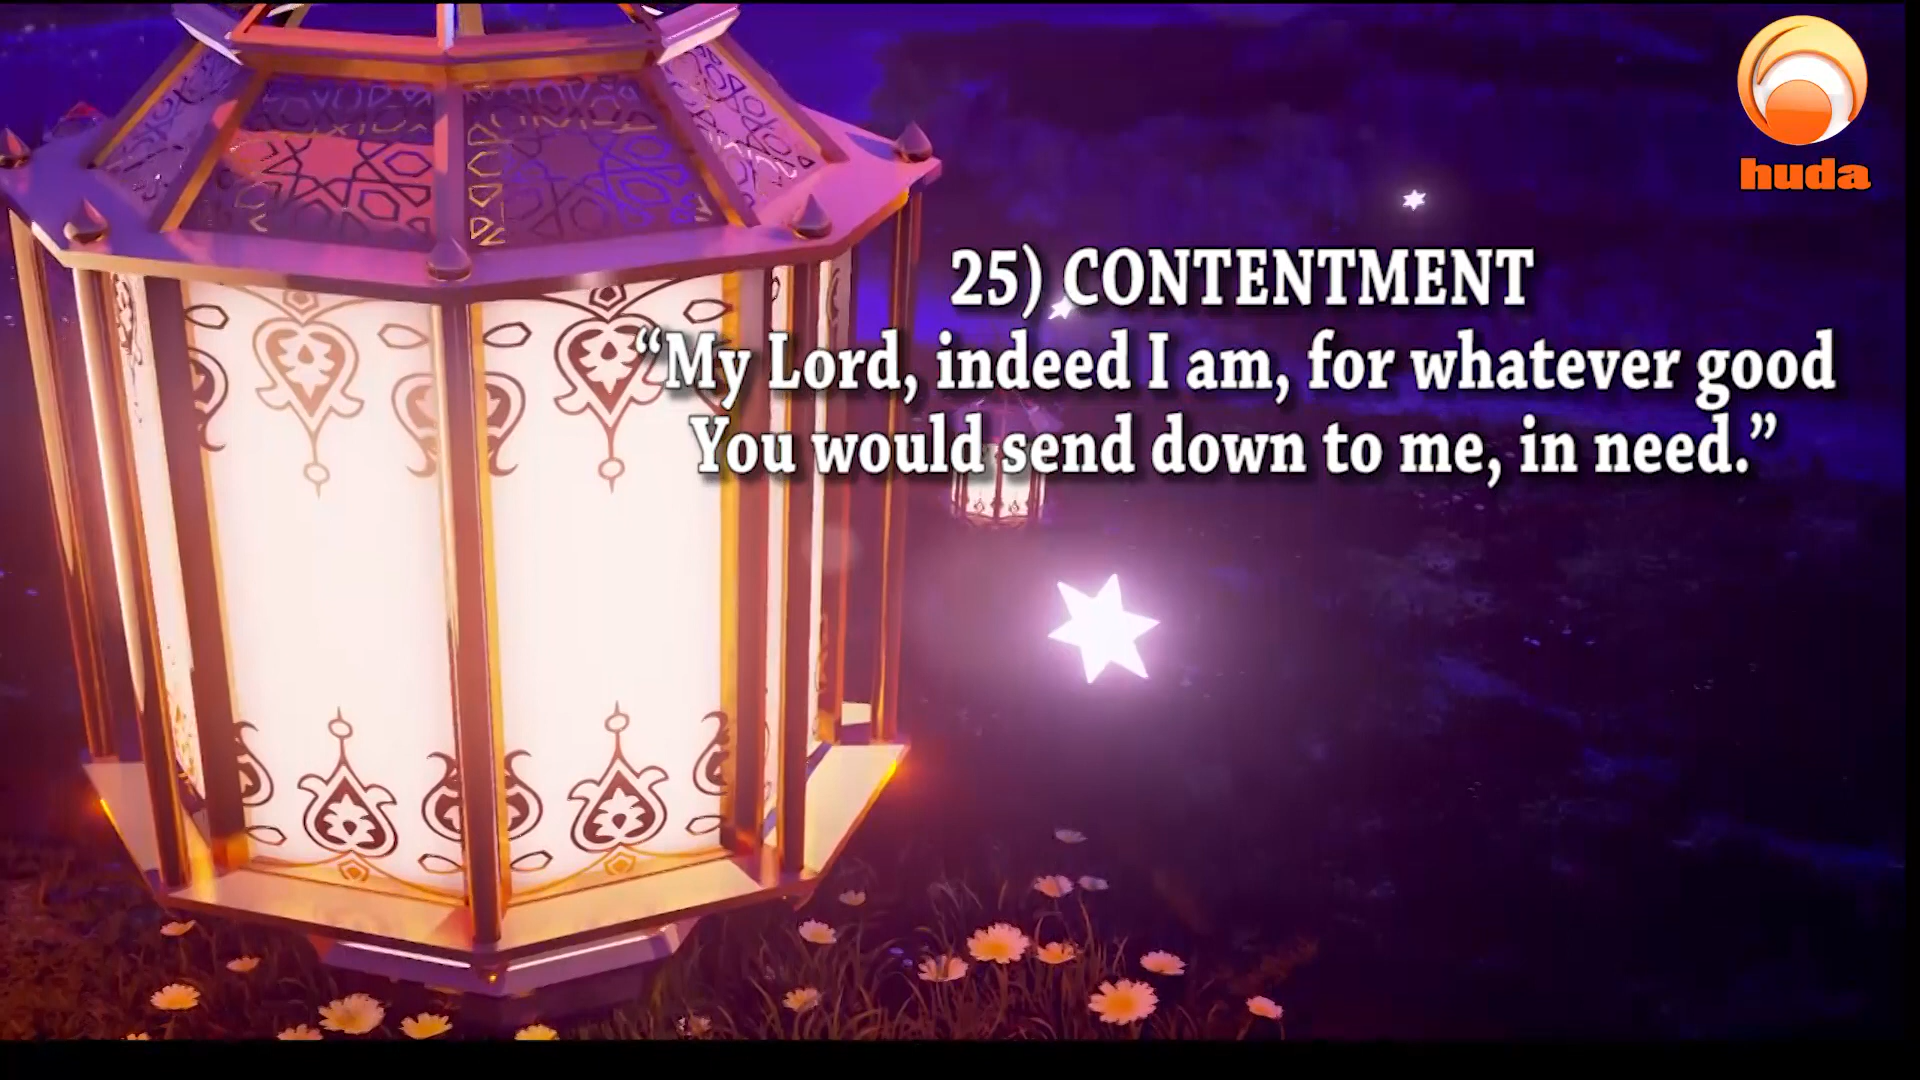 huda
25) CONTENTMENT
“My Lord, indeed I am, for whatever good
You would send down to me, in need.”